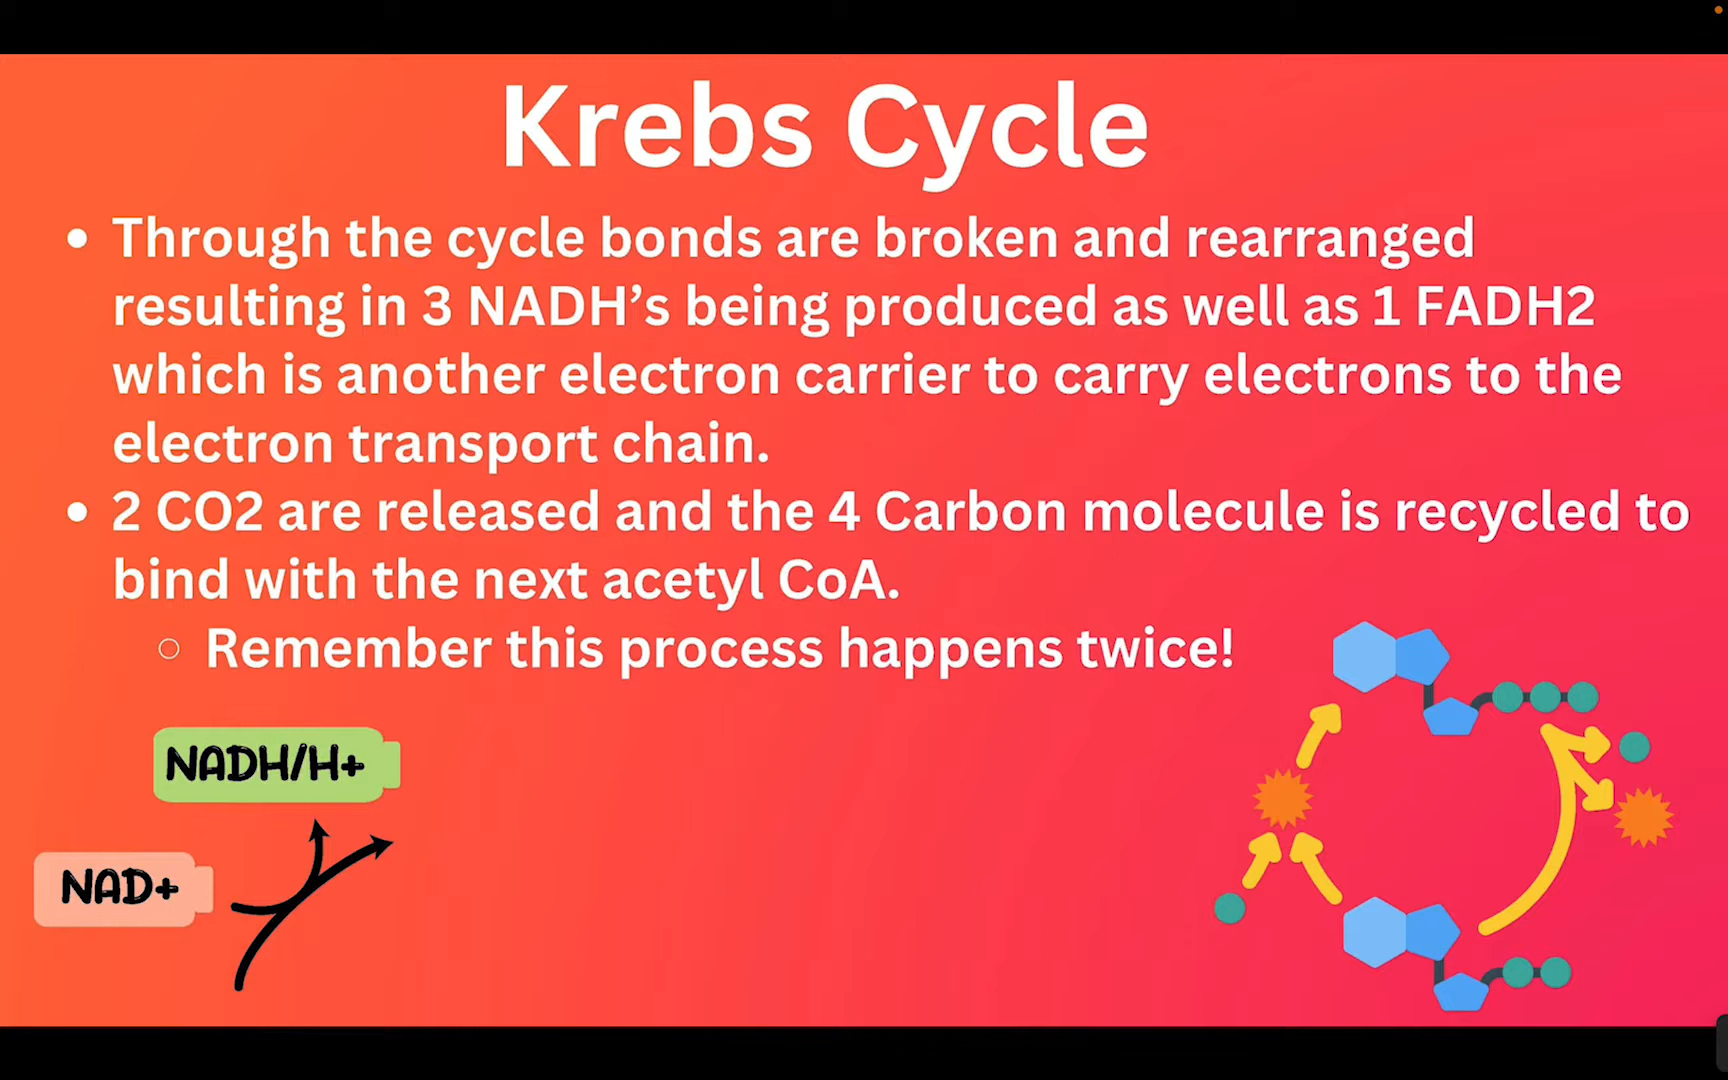 Krebs Cycle
• Through the cycle bonds are broken and rearranged
resulting in 3 NADH’s being produced as well as 1 FADH2
which is another electron carrier to carry electrons to the
electron transport chain.
• 2 CO2 are released and the 4 Carbon molecule is recycled to
bind with the next acetyl CoA.
○ Remember this process happens twice!
NADH/H+
NAD+